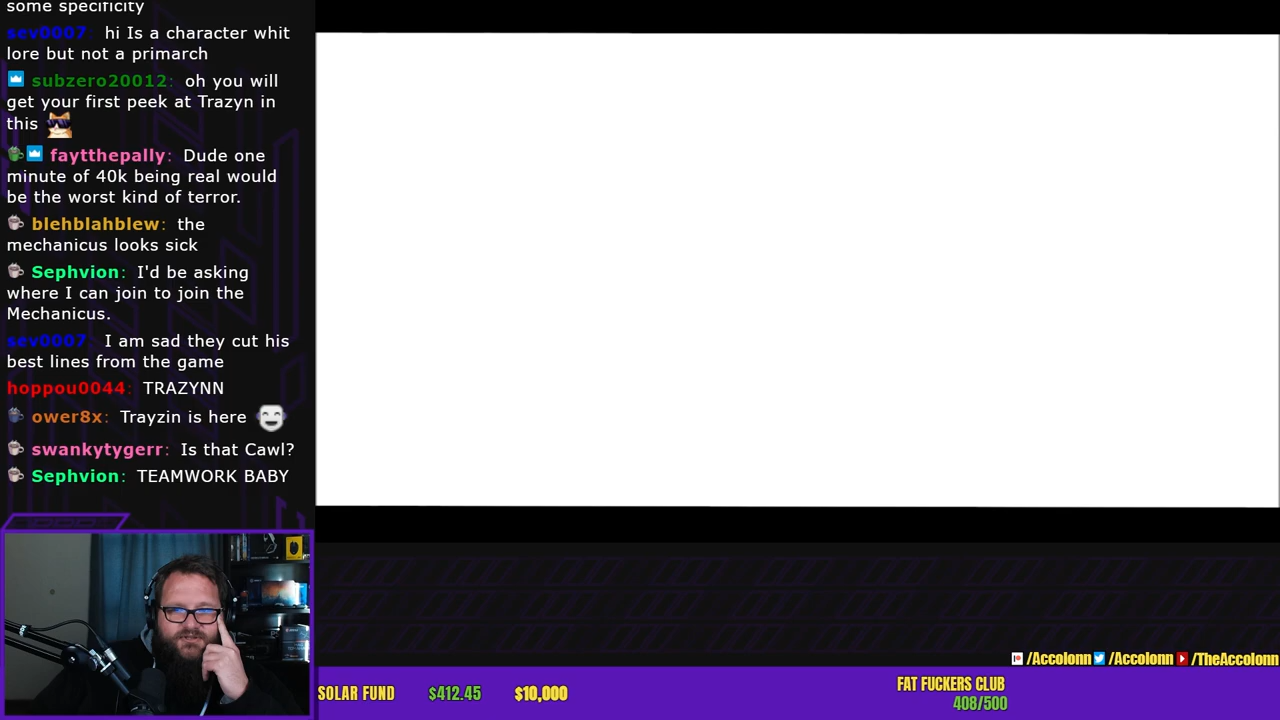 some specificity
sev0007: hi Is a character whit
lore but not a primarch
subzero20012: oh you will
get your first peek at Trazyn in
this
faytthepally: Dude one
minute of 40k being real would
be the worst kind of terror.
blehblahblew: the
mechanicus looks sick
Sephvion: I'd be asking
where I can join to join the
Mechanicus.
sev0007: I am sad they cut his
best lines from the game
hoppou0044: TRAZYNN
ower8x: Trayzin is here
swankytygerr: Is that Cawl?
Sephvion: TEAMWORK BABY
/Accolonn /Accolonn /TheAccolonn
SOLAR FUND $412.45 $10,000
FAT FUCKERS CLUB
408/500